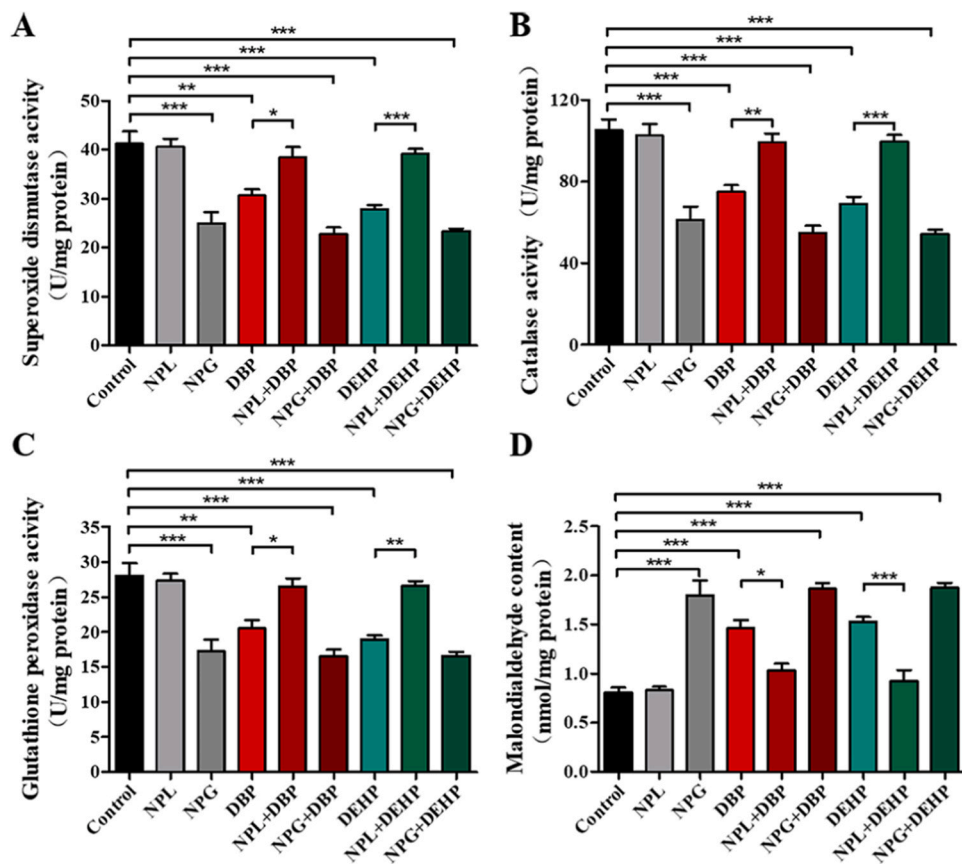 A
***
***
***
**
***
*
***
Superoxide dismutase acivity
(U/mg protein)
50
40
30
20
10
0
Control
NPL
NPG
DBP
NPL+DBP
NPG+DBP
DEHP
NPL+DEHP
NPG+DEHP
B
***
***
***
***
***
**
***
Catalase acivity (U/mg protein)
120
80
40
0
Control
NPL
NPG
DBP
NPL+DBP
NPG+DBP
DEHP
NPL+DEHP
NPG+DEHP
C
***
***
***
**
***
*
**
Glutathione peroxidase acivity
(U/mg protein)
35
30
25
20
15
10
5
0
Control
NPL
NPG
DBP
NPL+DBP
NPG+DBP
DEHP
NPL+DEHP
NPG+DEHP
D
***
***
***
***
***
*
***
Malondialdehyde content
(nmol/mg protein)
2.5
2.0
1.5
1.0
0.5
0.0
Control
NPL
NPG
DBP
NPL+DBP
NPG+DBP
DEHP
NPL+DEHP
NPG+DEHP